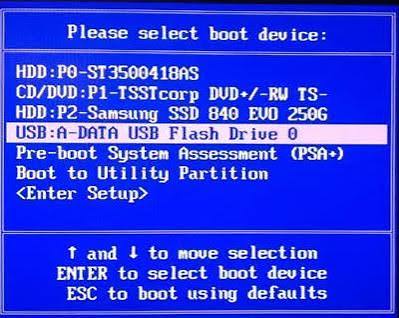 Please select boot device:
HDD:P0-ST3500418AS
CD/DVD:P1-TSSTcorp DVD+/-RW TS-
HDD:P2-Samsung SSD 840 EVO 250G
USB:A-DATA USB Flash Drive 0
Pre-boot System Assessment (PSA+)
Boot to Utility Partition
<Enter Setup>
↑ and ↓ to move selection
ENTER to select boot device
ESC to boot using defaults